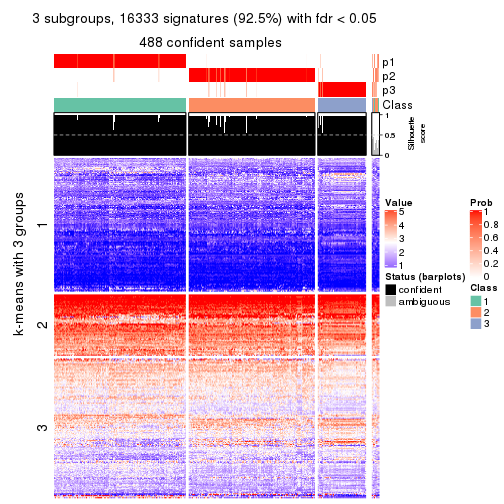 3 subgroups, 16333 signatures (92.5%) with fdr < 0.05
488 confident samples
p1
p2
p3
Class
1
0.5
0
Silhouette
score
k-means with 3 groups
1
2
3
Value
5
4
3
2
1
Status (barplots)
confident
ambiguous
Prob
1
0.8
0.6
0.4
0.2
0
Class
1
2
3